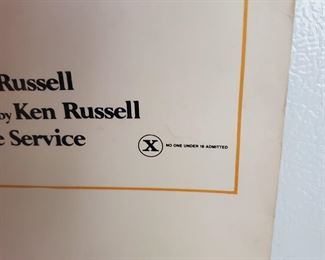 Russell
by Ken Russell
e Service
X NO ONE UNDER 18 ADMITTED